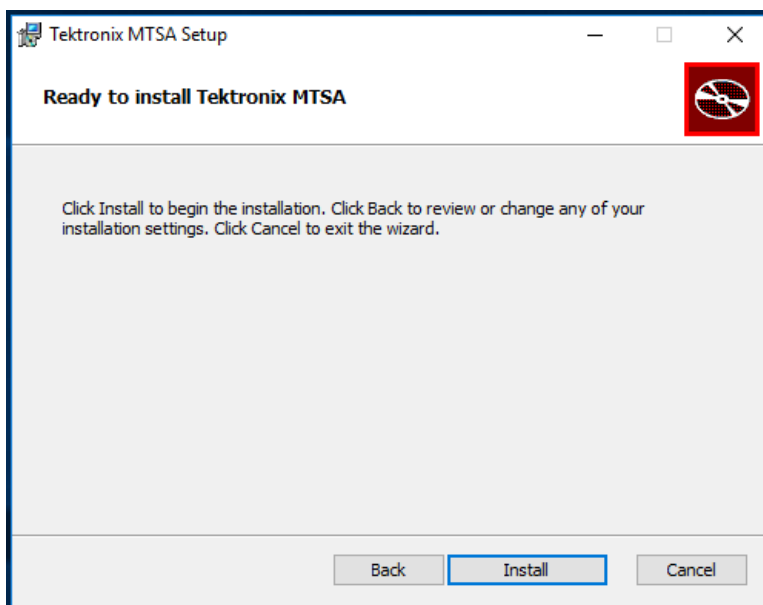 Tektronix MTSA Setup
Ready to install Tektronix MTSA
Click Install to begin the installation. Click Back to review or change any of your
installation settings. Click Cancel to exit the wizard.
Back Install Cancel